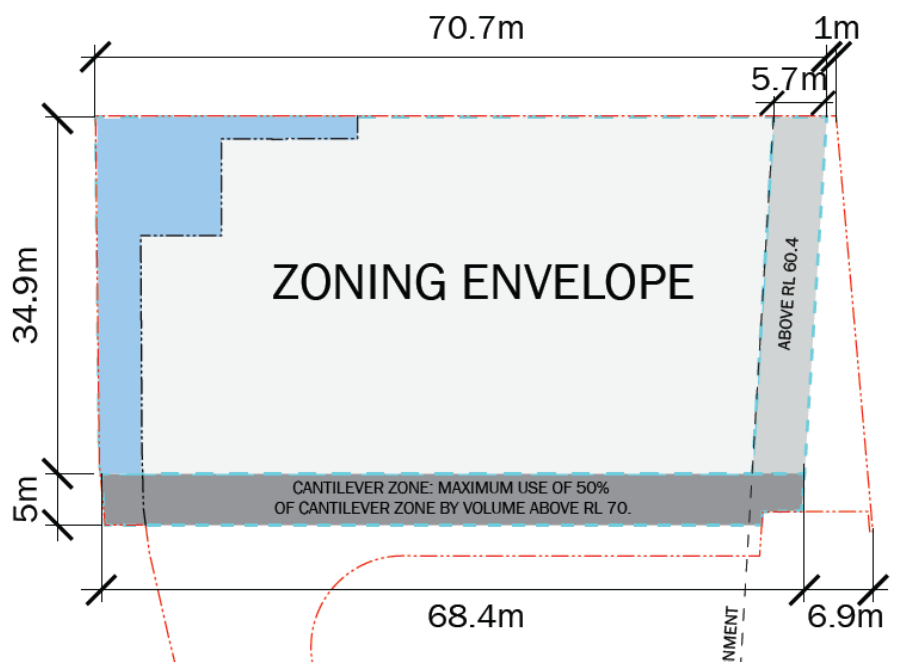 70.7m
1m
5.7m
34.9m
ZONING ENVELOPE
ABOVE RL 60.4
5m
CANTILEVER ZONE: MAXIMUM USE OF 50%
OF CANTILEVER ZONE BY VOLUME ABOVE RL 70.
68.4m
6.9m
NMENT